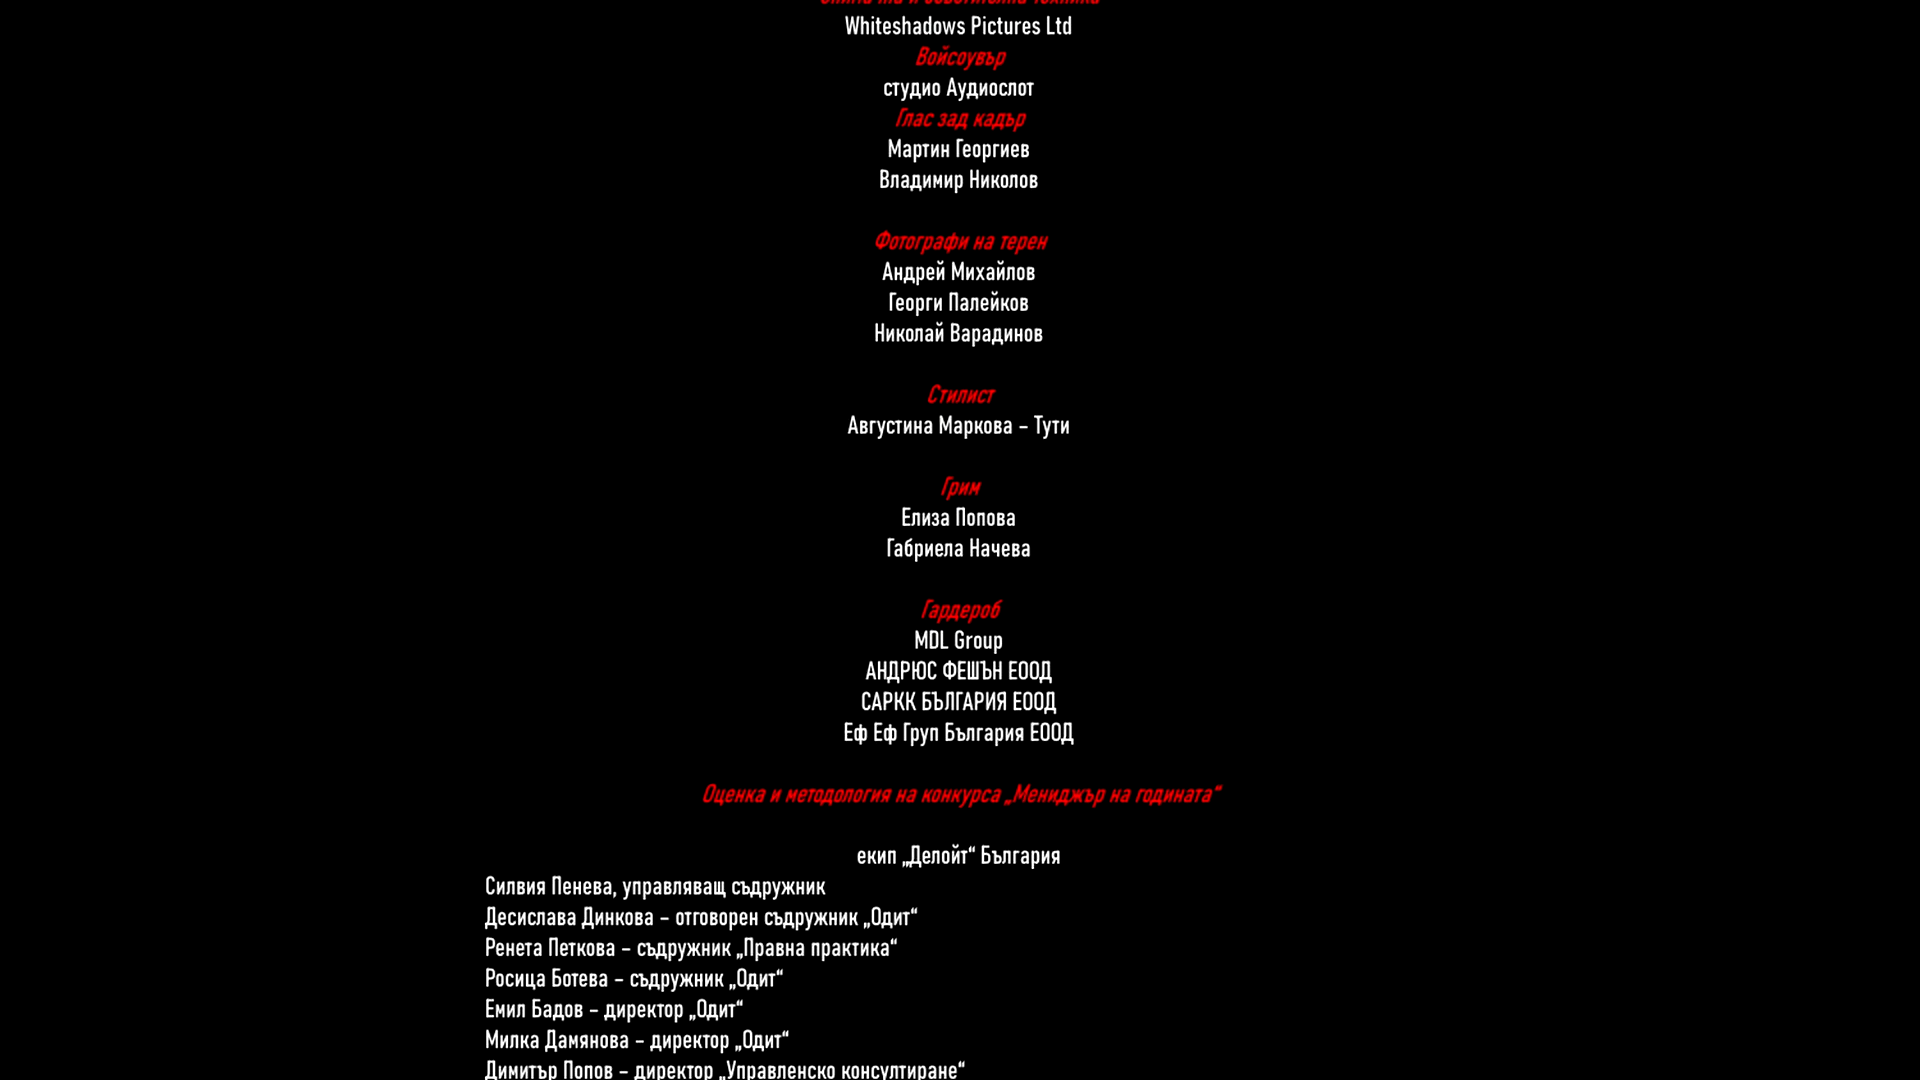 Whiteshadows Pictures Ltd
Войсоувър
студио Аудиослот
Глас зад кадър
Мартин Георгиев
Владимир Николов
Фотографи на терен
Андрей Михайлов
Георги Палейков
Николай Варадинов
Стилист
Августина Маркова – Тути
Грим
Елиза Попова
Габриела Начева
Гардероб
MDL Group
АНДРЮС ФЕШЪН ЕООД
САРКК БЪЛГАРИЯ ЕООД
Еф Еф Груп България ЕООД
Оценка и методология на конкурса „Мениджър на годината“
екип „Делойт“ България
Силвия Пенева, управляващ съдружник
Десислава Динкова – отговорен съдружник „Одит“
Ренета Петкова – съдружник „Правна практика“
Росица Ботева – съдружник „Одит“
Емил Бадов – директор „Одит“
Милка Дамянова – директор „Одит“
Димитър Попов – директор „Управленско консултиране“